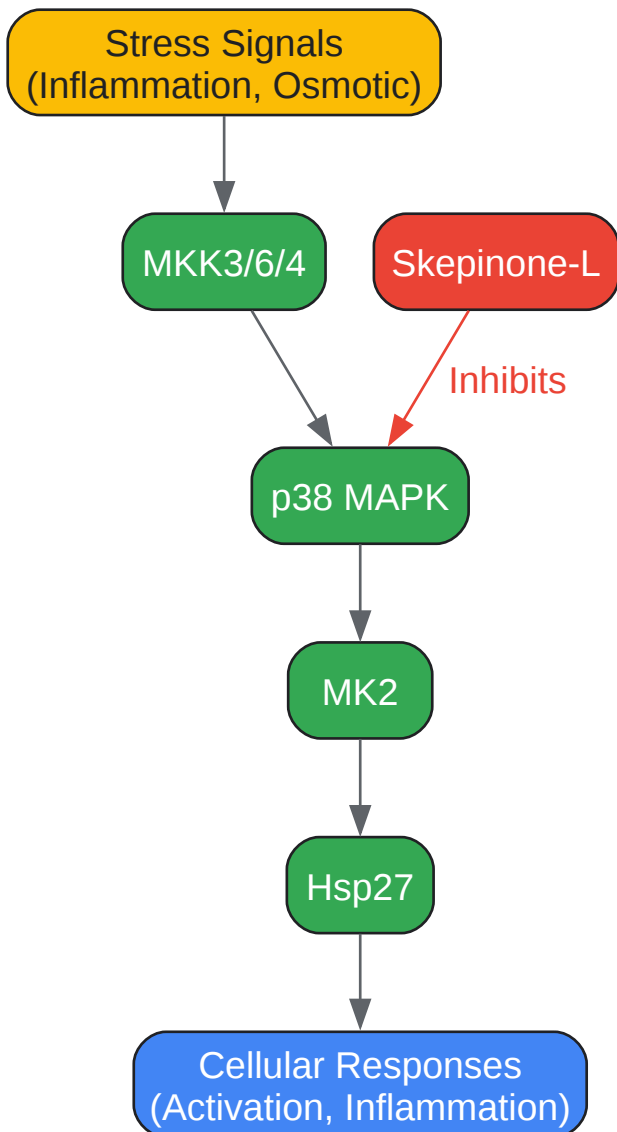 Stress Signals
(Inflammation, Osmotic)
MKK3/6/4
Skepinone-L
Inhibits
p38 MAPK
MK2
Hsp27
Cellular Responses
(Activation, Inflammation)